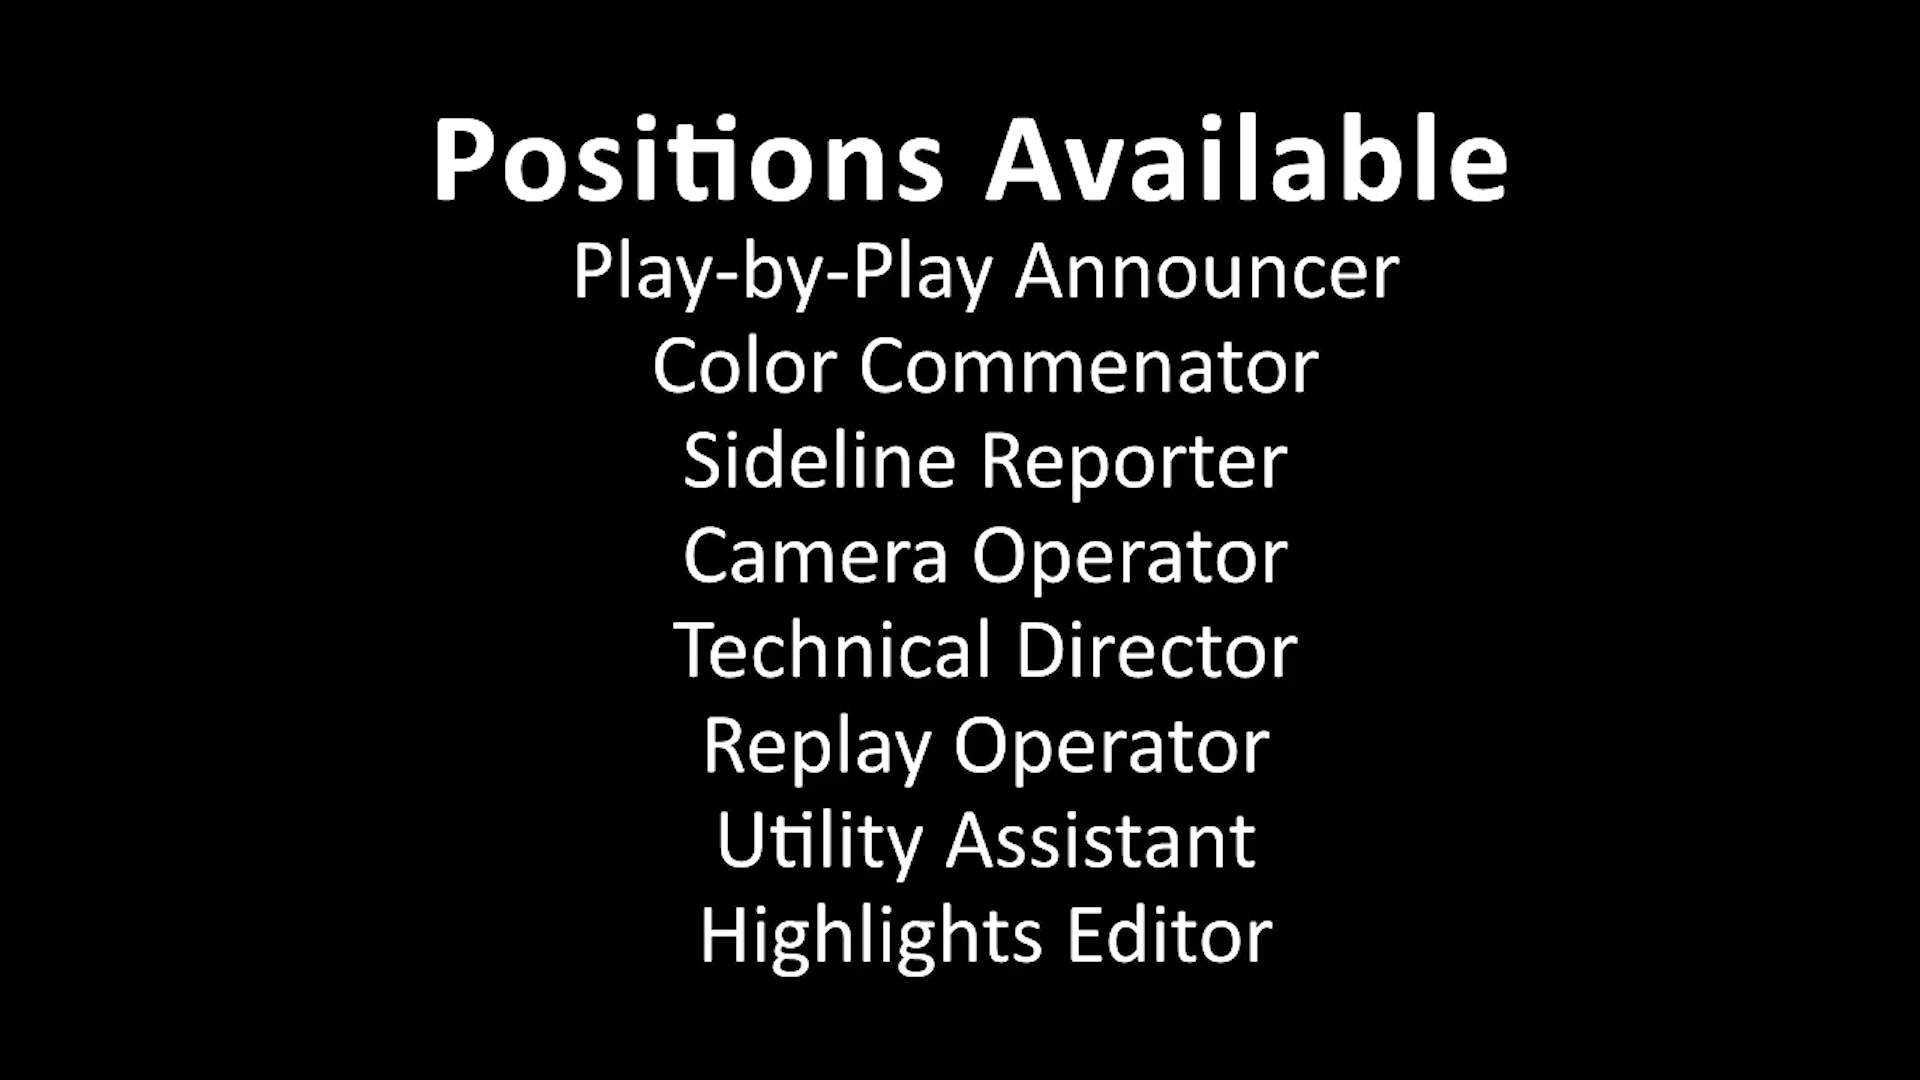 Positions Available
Play-by-Play Announcer
Color Commenator
Sideline Reporter
Camera Operator
Technical Director
Replay Operator
Utility Assistant
Highlights Editor